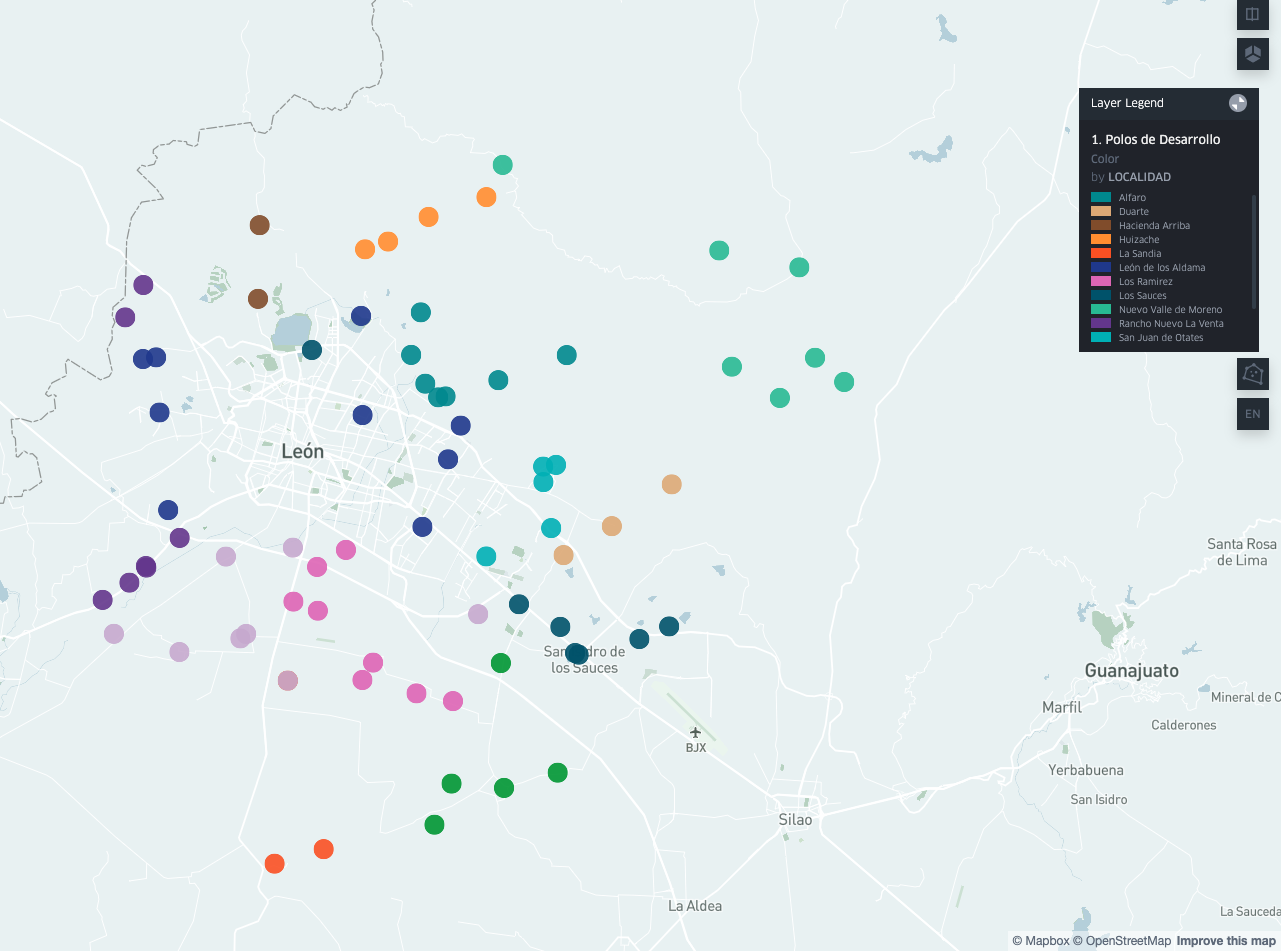 Layer Legend
1. Polos de Desarrollo
Color
by LOCALIDAD
Alfaro
Duarte
Hacienda Arriba
Huizache
La Sandia
León de los Aldama
Los Ramirez
Los Sauces
Nuevo Valle de Moreno
Rancho Nuevo La Venta
San Juan de Otates
EN
León
Santa Rosa
de Lima
San dro de
los Sauces
Guanajuato
Mineral de C
Marfil
Calderones
BJX
Yerbabuena
San Isidro
Silao
La Aldea
La Sauceda
© Mapbox © OpenStreetMap Improve this map